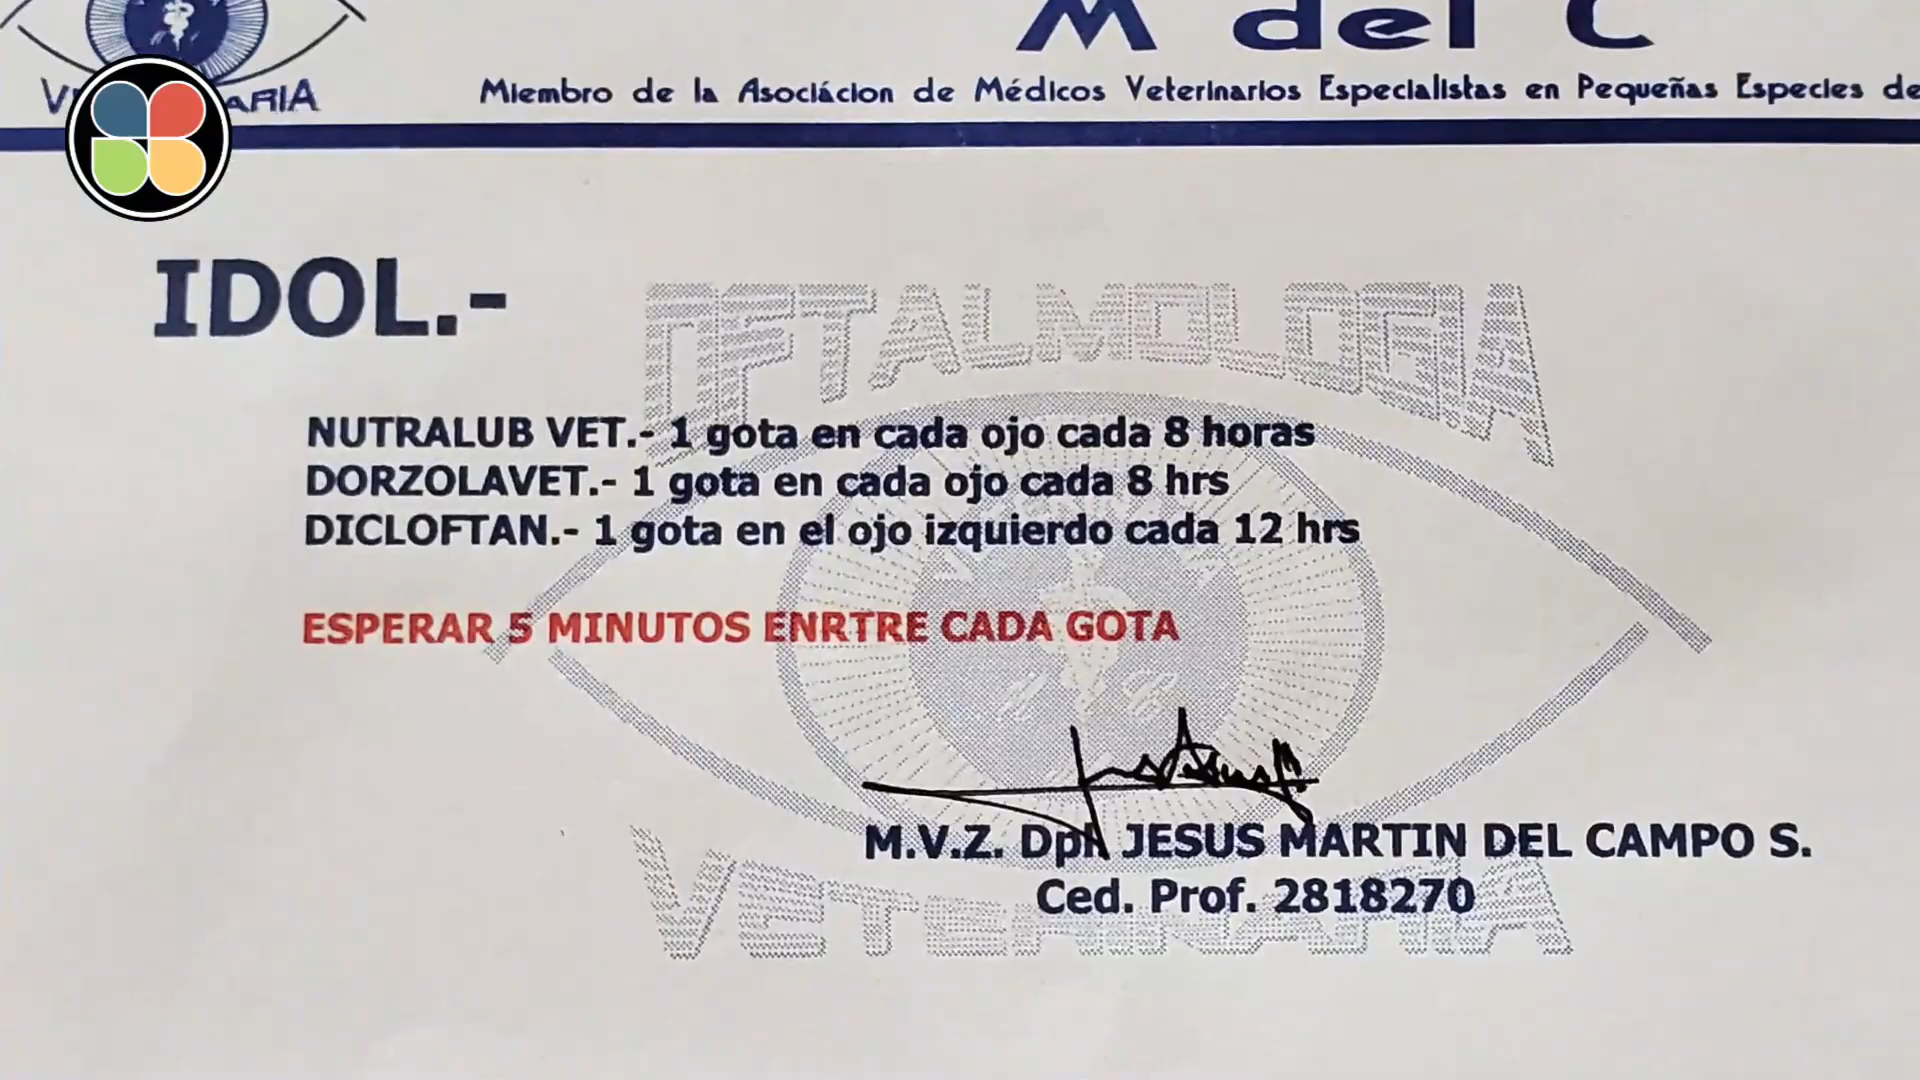 M del C
VETERINARIA
Miembro de la Asociácion de Médicos Veterinarios Especialistas en Pequeñas Especies de
IDOL.-
OFTALMOLOGIA
NUTRALUB VET.- 1 gota en cada ojo cada 8 horas
DORZOLAVET.- 1 gota en cada ojo cada 8 hrs
DICLOFTAN.- 1 gota en el ojo izquierdo cada 12 hrs
ESPERAR 5 MINUTOS ENRTRE CADA GOTA
M C
M.V.Z. Dph JESUS MARTIN DEL CAMPO S.
Ced. Prof. 2818270
VETERINARIA